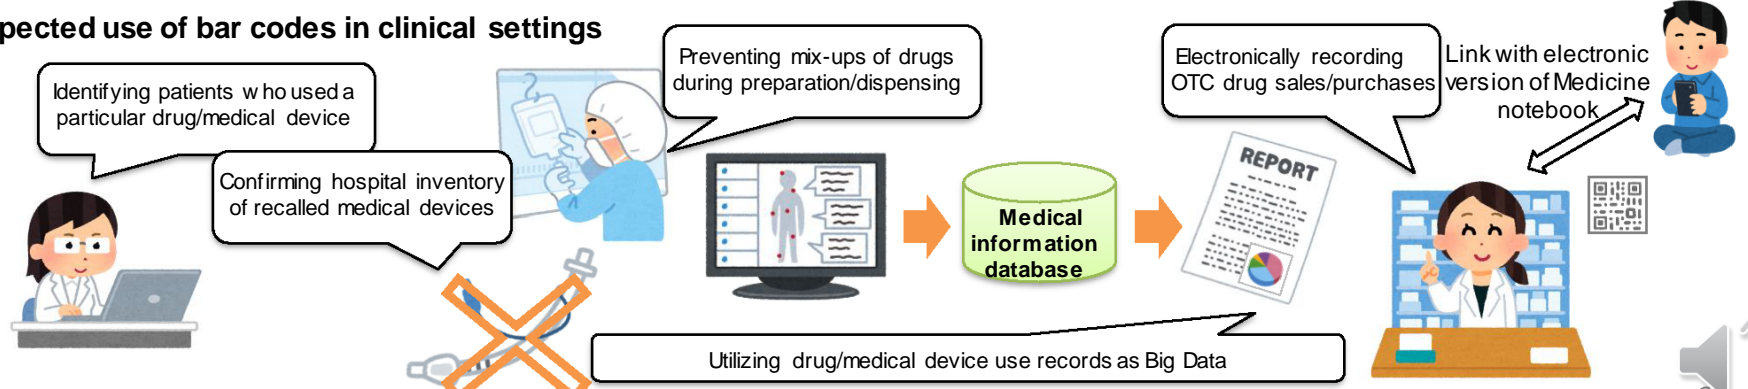 pected use of bar codes in clinical settings
Identifying patients who used a
particular drug/medical device
Confirming hospital inventory
of recalled medical devices
Preventing mix-ups of drugs
during preparation/dispensing
Medical
information
database
REPORT
Electronically recording
OTC drug sales/purchases
Link with electronic
version of Medicine
notebook
Utilizing drug/medical device use records as Big Data